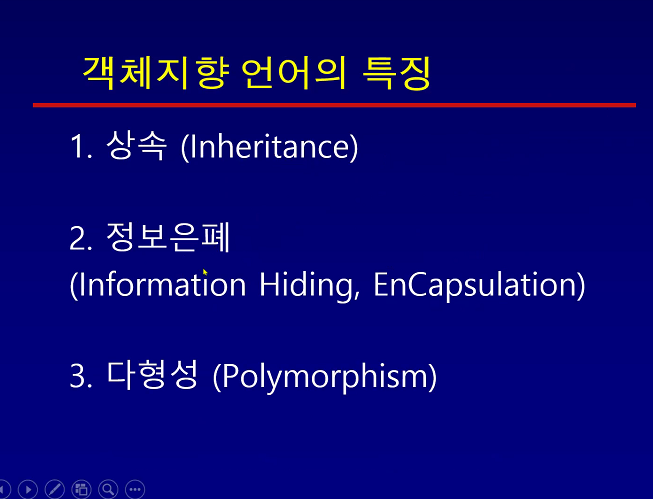 객체지향 언어의 특징
1. 상속 (Inheritance)
2. 정보은폐
(Information Hiding, EnCapsulation)
3. 다형성 (Polymorphism)